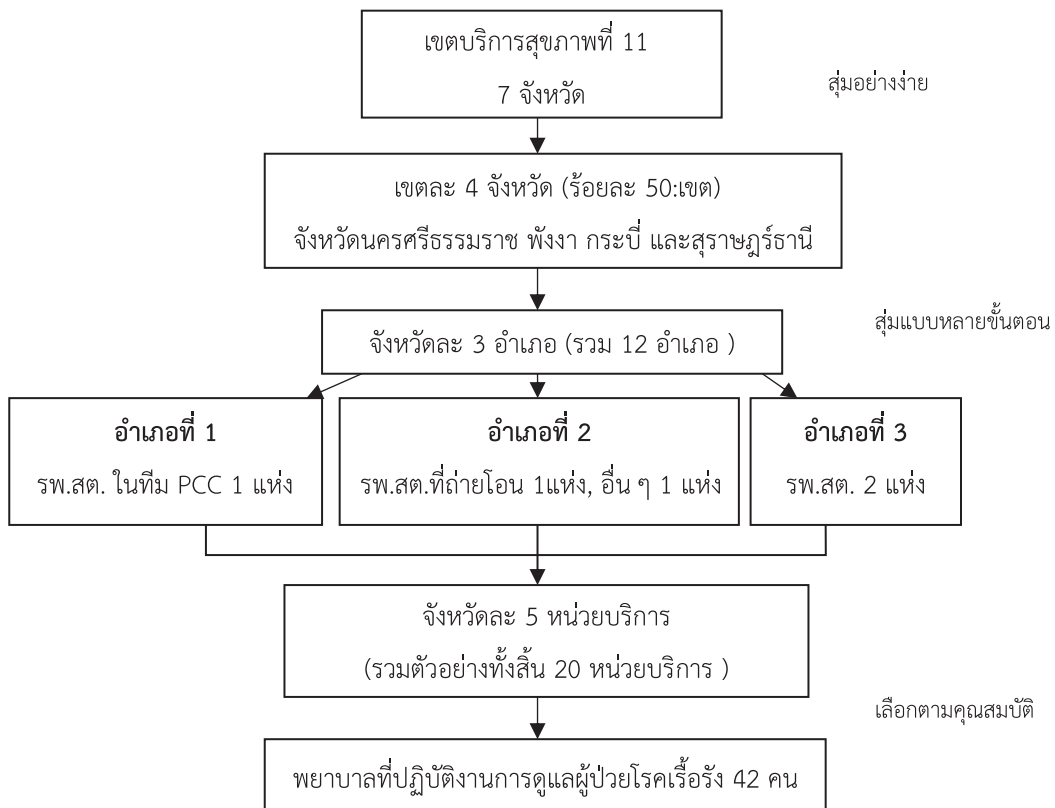 เขตบริการสุขภาพที่ 11
7 จังหวัด
สุ่มอย่างง่าย
เขตละ 4 จังหวัด (ร้อยละ 50:เขต)
จังหวัดนครศรีธรรมราช พังงา กระบี่ และสุราษฎร์ธานี
สุ่มแบบหลายขั้นตอน
จังหวัดละ 3 อำเภอ (รวม 12 อำเภอ )
อำเภอที่ 1
รพ.สต. ในทีม PCC 1 แห่ง
อำเภอที่ 2
รพ.สต.ที่ถ่ายโอน 1แห่ง, อื่น ๆ 1 แห่ง
อำเภอที่ 3
รพ.สต. 2 แห่ง
จังหวัดละ 5 หน่วยบริการ
(รวมตัวอย่างทั้งสิ้น 20 หน่วยบริการ )
เลือกตามคุณสมบัติ
พยาบาลที่ปฏิบัติงานการดูแลผู้ป่วยโรคเรื้อรัง 42 คน